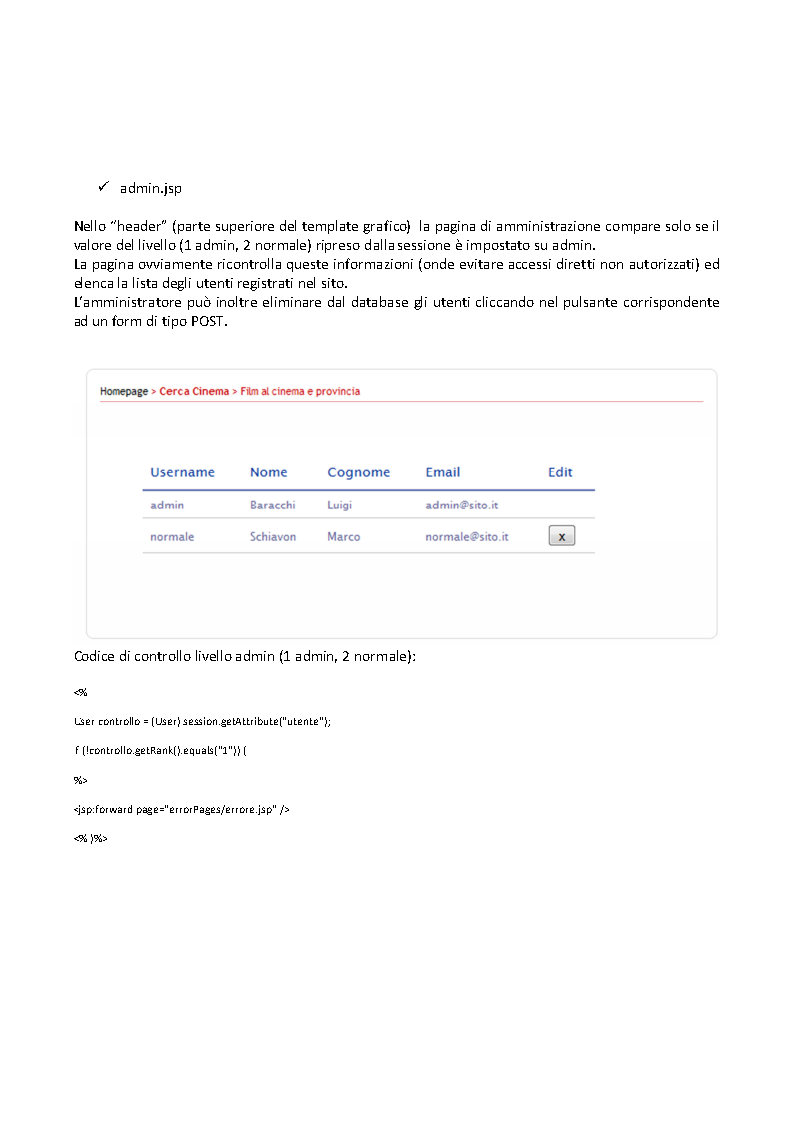 ✓ admin.jsp
Nello “header” (parte superiore del template grafico) la pagina di amministrazione compare solo se il
valore del livello (1 admin, 2 normale) ripreso dalla sessione è impostato su admin.
La pagina ovviamente ricontrolla queste informazioni (onde evitare accessi diretti non autorizzati) ed
elenca la lista degli utenti registrati nel sito.
L’amministratore può inoltre eliminare dal database gli utenti cliccando nel pulsante corrispondente
ad un form di tipo POST.
Homepage > Cerca Cinema > Film al cinema e provincia
Username Nome Cognome Email Edit
admin Baracchi Luigi admin@sito.it
normale Schiavon Marco normale@sito.it x
Codice di controllo livello admin (1 admin, 2 normale):
<%
User controllo = (User) session.getAttribute("utente");
if (!controllo.getRank().equals("1")) {
%>
<jsp:forward page="errorPages/errore.jsp" />
<% }%>